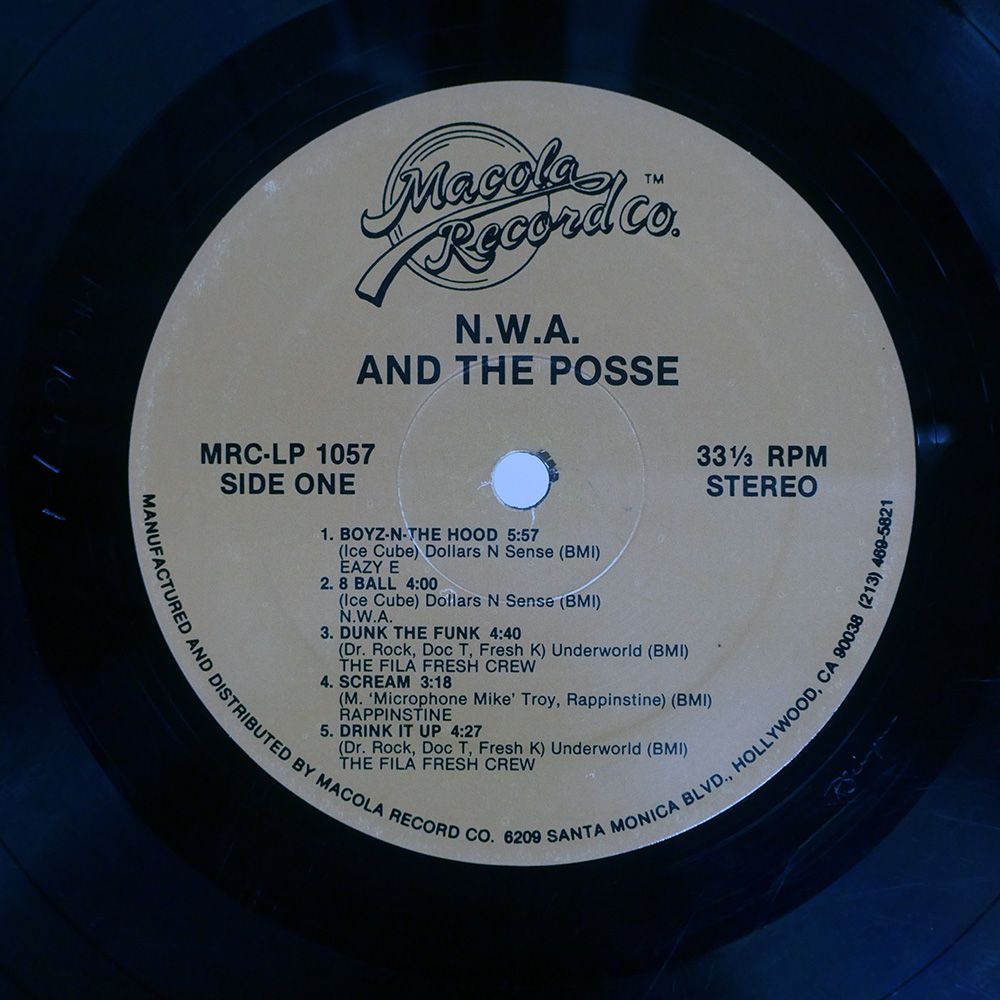 Macola
Record Co.
™
N.W.A.
AND THE POSSE
MRC-LP 1057
SIDE ONE
33⅓ RPM
STEREO
1. BOYZ-N-THE HOOD 5:57
(Ice Cube) Dollars N Sense (BMI)
EAZY E
2. 8 BALL 4:00
(Ice Cube) Dollars N Sense (BMI)
N.W.A.
3. DUNK THE FUNK 4:40
(Dr. Rock, Doc T, Fresh K) Underworld (BMI)
THE FILA FRESH CREW
4. SCREAM 3:18
(M. 'Microphone Mike' Troy, Rappinstine) (BMI)
RAPPINSTINE
5. DRINK IT UP 4:27
(Dr. Rock, Doc T, Fresh K) Underworld (BMI)
THE FILA FRESH CREW
MANUFACTURED AND DISTRIBUTED BY MACOLA RECORD CO. 6209 SANTA MONICA BLVD., HOLLYWOOD, CA 90038 (213) 469-5821